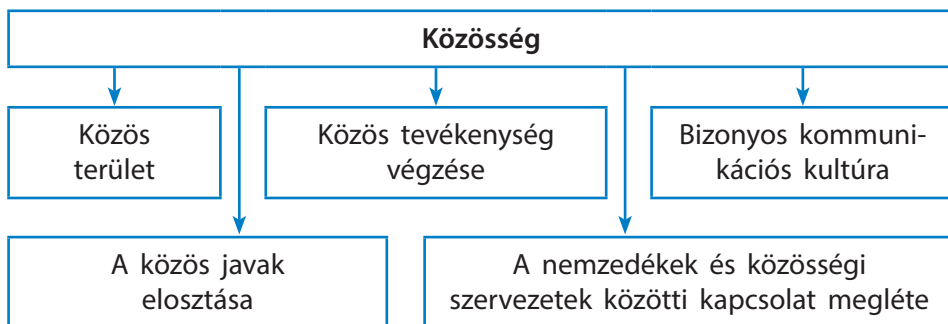 Közösség
Közös
terület
Közös tevékenység
végzése
Bizonyos kommuni-
kációs kultúra
A közös javak
elosztása
A nemzedékek és közösségi
szervezetek közötti kapcsolat megléte